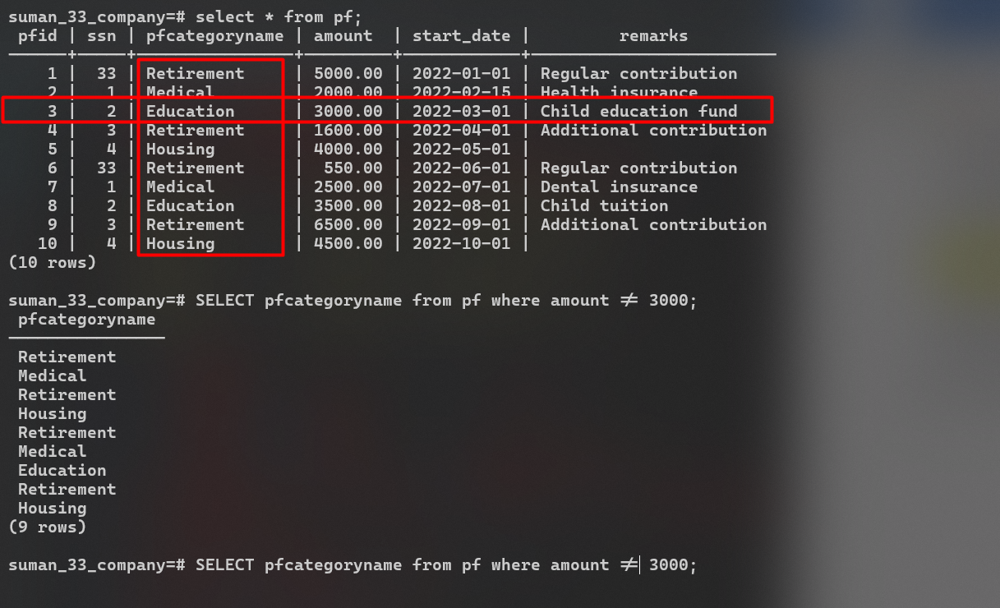 suman_33_company=# select * from pf;
 pfid | ssn | pfcategoryname | amount  | start_date |         remarks
------+-----+----------------+---------+------------+-------------------------
    1 |  33 | Retirement     | 5000.00 | 2022-01-01 | Regular contribution
    2 |   1 | Medical        | 2000.00 | 2022-02-15 | Health insurance
    3 |   2 | Education      | 3000.00 | 2022-03-01 | Child education fund
    4 |   3 | Retirement     | 1600.00 | 2022-04-01 | Additional contribution
    5 |   4 | Housing        | 4000.00 | 2022-05-01 |
    6 |  33 | Retirement     |  550.00 | 2022-06-01 | Regular contribution
    7 |   1 | Medical        | 2500.00 | 2022-07-01 | Dental insurance
    8 |   2 | Education      | 3500.00 | 2022-08-01 | Child tuition
    9 |   3 | Retirement     | 6500.00 | 2022-09-01 | Additional contribution
   10 |   4 | Housing        | 4500.00 | 2022-10-01 |
(10 rows)
suman_33_company=# SELECT pfcategoryname from pf where amount ≠ 3000;
 pfcategoryname
----------------
 Retirement
 Medical
 Retirement
 Housing
 Retirement
 Medical
 Education
 Retirement
 Housing
(9 rows)
suman_33_company=# SELECT pfcategoryname from pf where amount ≠ 3000;